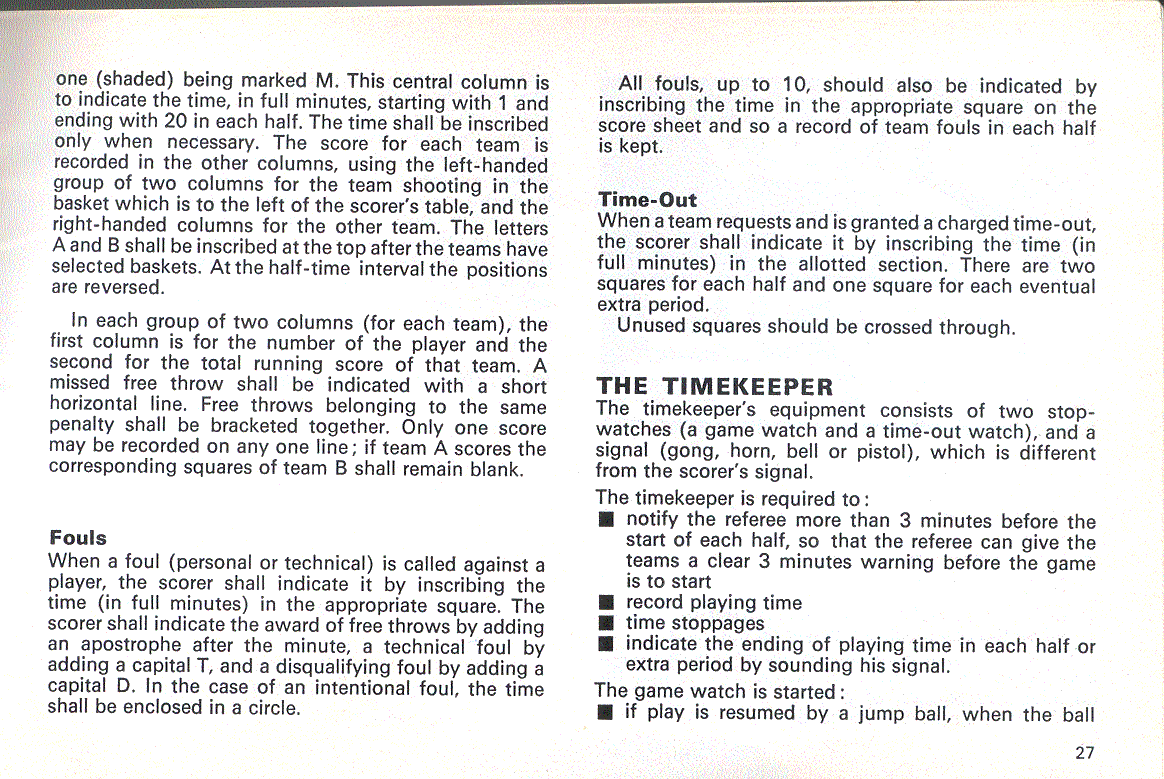 one (shaded) being marked M. This central column is
to indicate the time, in full minutes, starting with 1 and
ending with 20 in each half. The time shall be inscribed
only when necessary. The score for each team is
recorded in the other columns, using the left-handed
group of two columns for the team shooting in the
basket which is to the left of the scorer's table, and the
right-handed columns for the other team. The letters
A and B shall be inscribed at the top after the teams have
selected baskets. At the half-time interval the positions
are reversed.
In each group of two columns (for each team), the
first column is for the number of the player and the
second for the total running score of that team. A
missed free throw shall be indicated with a short
horizontal line. Free throws belonging to the same
penalty shall be bracketed together. Only one score
may be recorded on any one line; if team A scores the
corresponding squares of team B shall remain blank.
Fouls
When a foul (personal or technical) is called against a
player, the scorer shall indicate it by inscribing the
time (in full minutes) in the appropriate square. The
scorer shall indicate the award of free throws by adding
an apostrophe after the minute, a technical foul by
adding a capital T, and a disqualifying foul by adding a
capital D. In the case of an intentional foul, the time
shall be enclosed in a circle.
All fouls, up to 10, should also be indicated by
inscribing the time in the appropriate square on the
score sheet and so a record of team fouls in each half
is kept.
Time-Out
When a team requests and is granted a charged time-out,
the scorer shall indicate it by inscribing the time (in
full minutes) in the allotted section. There are two
squares for each half and one square for each eventual
extra period.
Unused squares should be crossed through.
THE TIMEKEEPER
The timekeeper's equipment consists of two stop-
watches (a game watch and a time-out watch), and a
signal (gong, horn, bell or pistol), which is different
from the scorer's signal.
The timekeeper is required to:
■ notify the referee more than 3 minutes before the
start of each half, so that the referee can give the
teams a clear 3 minutes warning before the game
is to start
■ record playing time
■ time stoppages
■ indicate the ending of playing time in each half or
extra period by sounding his signal.
The game watch is started:
■ if play is resumed by a jump ball, when the ball
27